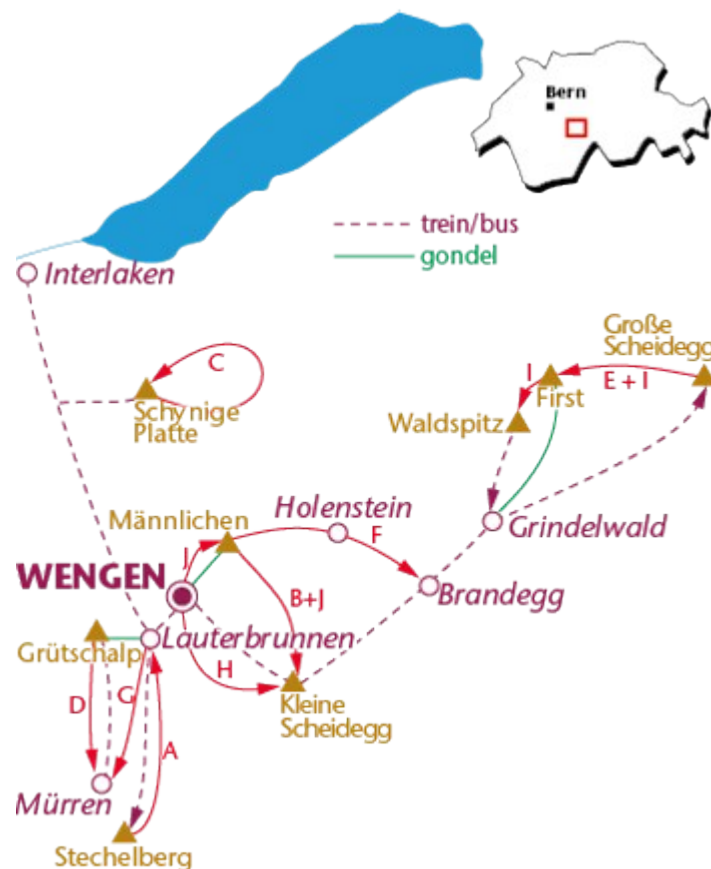 Bern
trein/bus
gondel
Interlaken
Große
Scheidegg
C
I
E + I
First
Schynige
Platte
Waldspitz
Holenstein
Männlichen
F
Grindelwald
J
WENGEN
B+J
Brandegg
Lauterbrunnen
Grütschalp
H
D
G
Kleine
Scheidegg
A
Mürren
Stechelberg